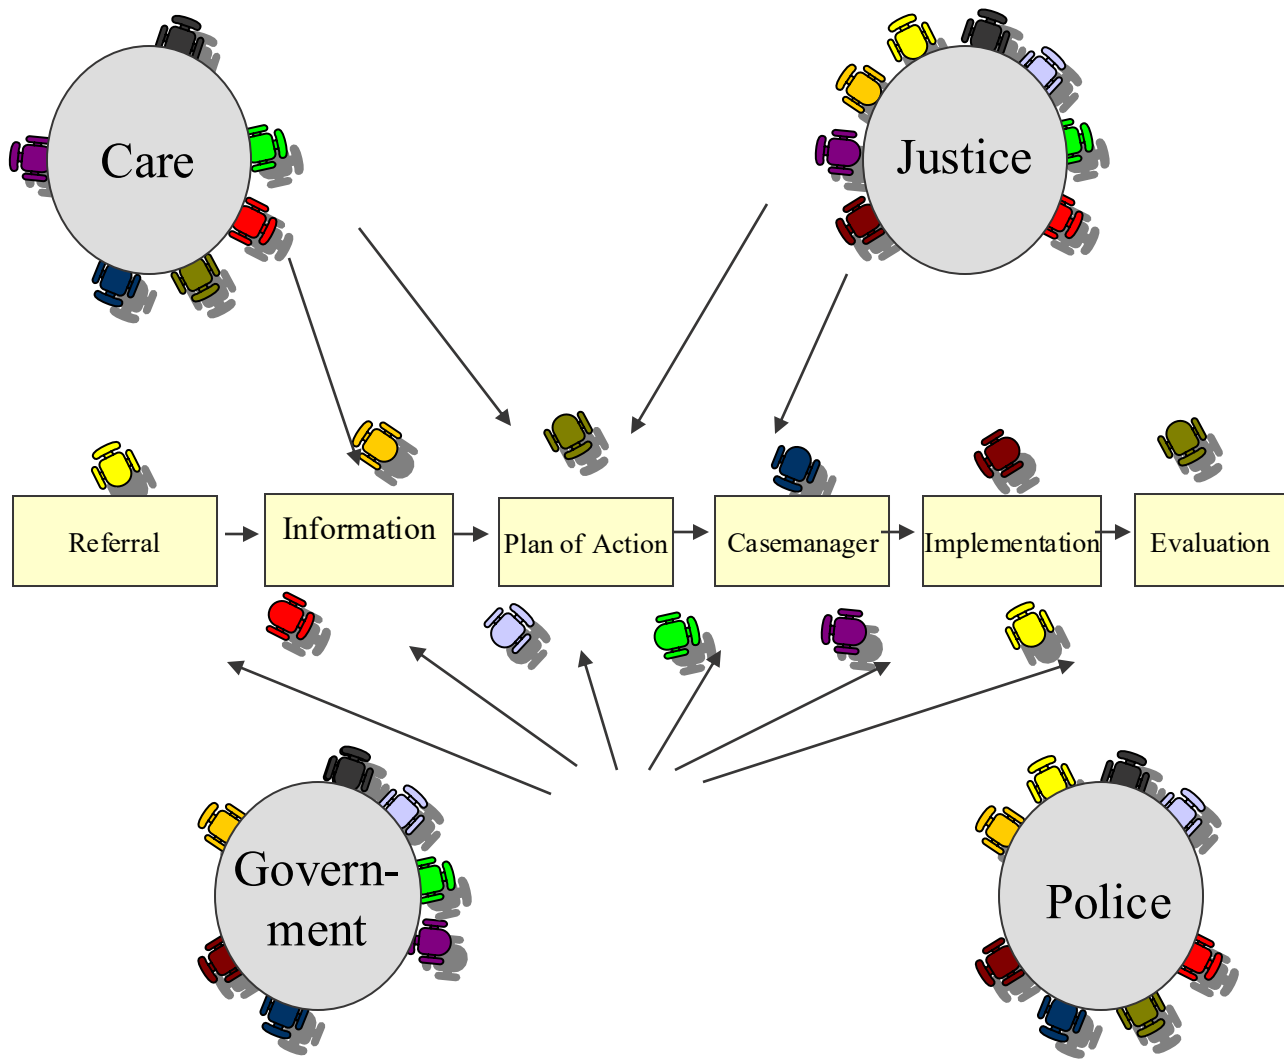 Care
Justice
Referral
Information
Plan of Action
Casemanager
Implementation
Evaluation
Govern-
ment
Police